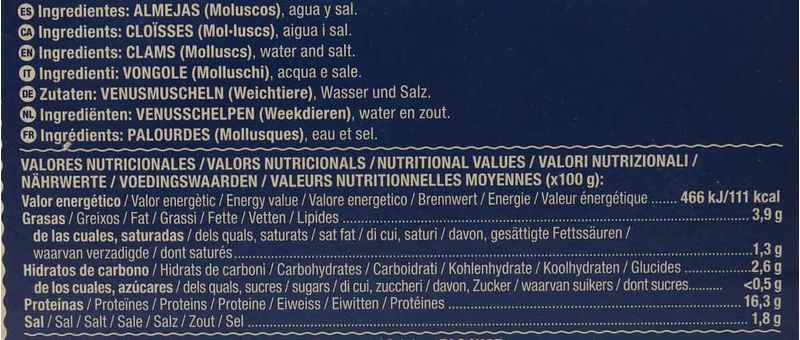 ES Ingredientes: ALMEJAS (Moluscos), agua y sal.
CA Ingredients: CLOÏSSES (Mol·luscs), aigua i sal.
EN Ingredients: CLAMS (Molluscs), water and salt.
IT Ingredienti: VONGOLE (Molluschi), acqua e sale.
DE Zutaten: VENUSMUSCHELN (Weichtiere), Wasser und Salz.
NL Ingrediënten: VENUSSCHELPEN (Weekdieren), water en zout.
FR Ingrédients: PALOURDES (Mollusques), eau et sel.
VALORES NUTRICIONALES / VALORS NUTRICIONALS / NUTRITIONAL VALUES / VALORI NUTRIZIONALI /
NÄHRWERTE / VOEDINGSWAARDEN / VALEURS NUTRITIONNELLES MOYENNES (x100 g):
Valor energético / Valor energètic / Energy value / Valore energetico / Brennwert / Energie / Valeur énergétique ....... 466 kJ/111 kcal
Grasas / Greixos / Fat / Grassi / Fette / Vetten / Lipides ........ 3,9 g
de las cuales, saturadas / dels quals, saturats / sat fat / di cui, saturi / davon, gesättigte Fettssäuren /
waarvan verzadigde / dont saturés ........ 1,3 g
Hidratos de carbono / Hidrats de carboni / Carbohydrates / Carboidrati / Kohlenhydrate / Koolhydraten / Glucides ........ 2,6 g
de los cuales, azúcares / dels quals, sucres / sugars / di cui, zuccheri / davon, Zucker / waarvan suikers / dont sucres.......... <0,5 g
Proteínas / Proteïnes / Proteins / Proteine / Eiweiss / Eiwitten / Protéines ........ 16,3 g
Sal / Sal / Salt / Sale / Salz / Zout / Sel ........ 1,8 g